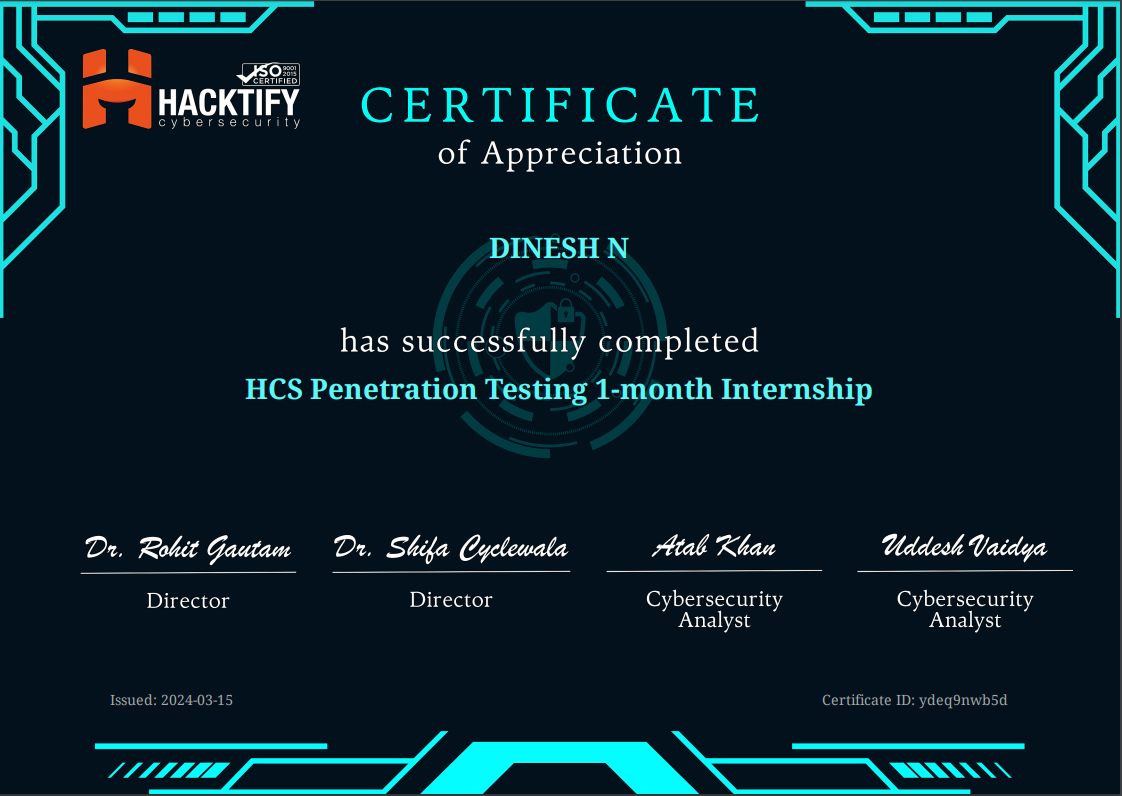 ISO 9001 2015
CERTIFIED
HACKTIFY
cybersecurity
CERTIFICATE
of Appreciation
DINESH N
has successfully completed
HCS Penetration Testing 1-month Internship
Dr. Rohit Gautam
Director
Dr. Shifa Cyclewala
Director
Atab Khan
Cybersecurity
Analyst
Uddesh Vaidya
Cybersecurity
Analyst
Issued: 2024-03-15
Certificate ID: ydeq9nwb5d